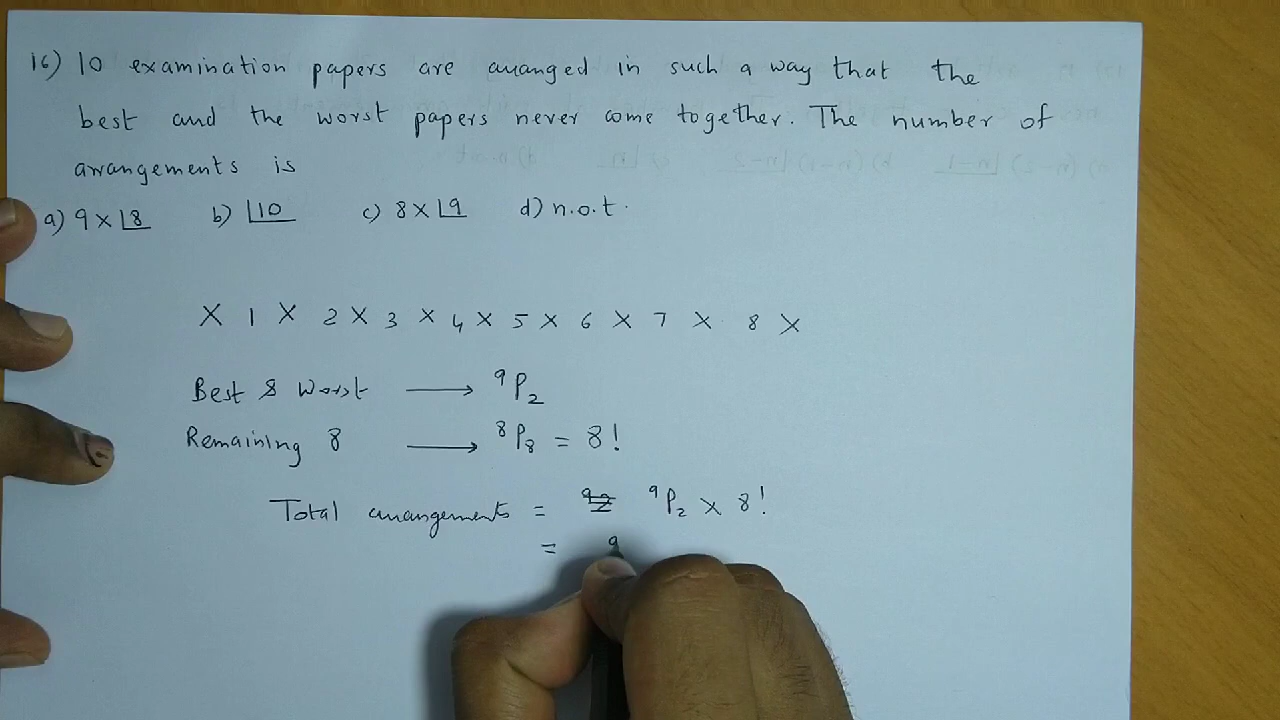 16) 10 examination papers are arranged in such a way that the
best and the worst papers never come together. The number of
arrangements is
a) 9 × ⌊8 b) ⌊10 c) 8 × ⌊9 d) n.o.t.
× 1 × 2 × 3 × 4 × 5 × 6 × 7 × 8 ×
Best & Worst ⟶ ⁹P₂
Remaining 8 ⟶ ⁸P₈ = 8!
Total arrangements = ⁹P₂ × 8!
= 9